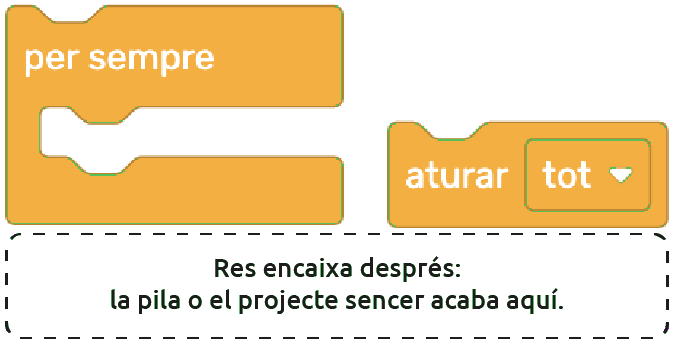 per sempre
aturar tot
Res encaixa després:
la pila o el projecte sencer acaba aquí.